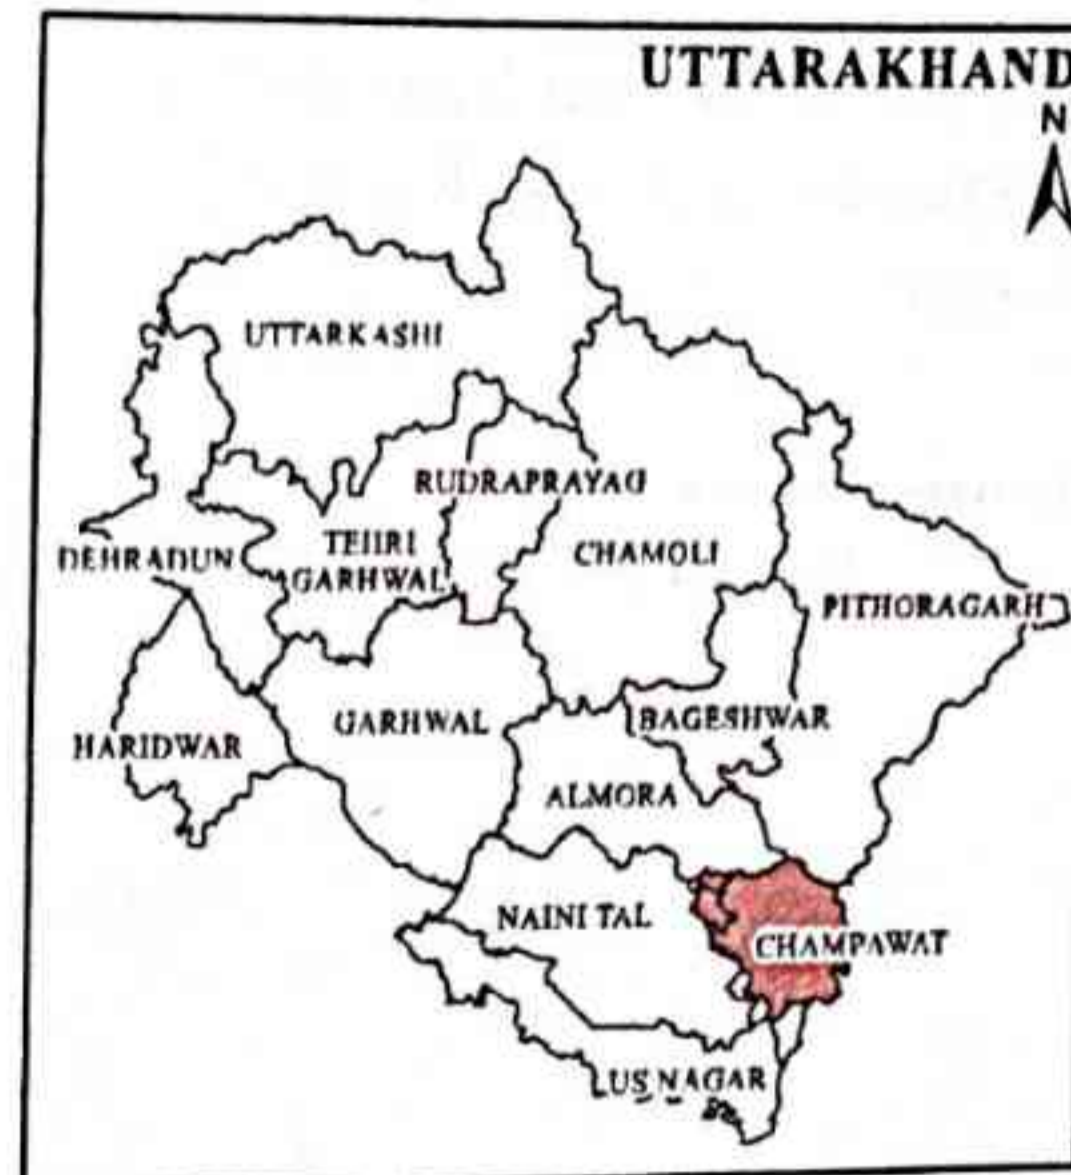 UTTARAKHAND
N
UTTARKASHI
RUDRAPRAYAG
TEHRI
GARHWAL
CHAMOLI
DEHRADUN
PITHORAGARH
HARIDWAR
GARHWAL
BAGESHWAR
ALMORA
NAINI TAL
CHAMPAWAT
US NAGAR